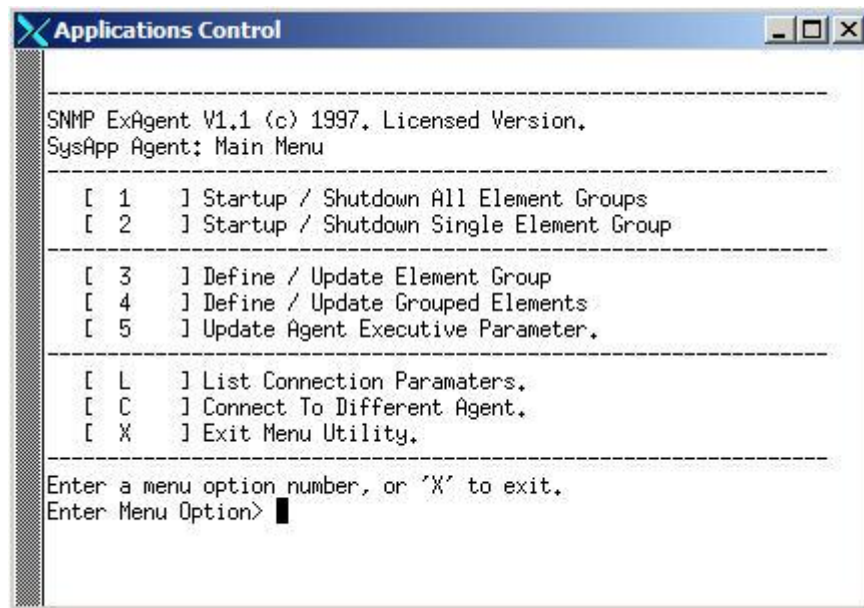 Applications Control
SNMP ExAgent V1.1 (c) 1997. Licensed Version.
SysApp Agent: Main Menu
[ 1 ] Startup / Shutdown All Element Groups
[ 2 ] Startup / Shutdown Single Element Group
[ 3 ] Define / Update Element Group
[ 4 ] Define / Update Grouped Elements
[ 5 ] Update Agent Executive Parameter.
[ L ] List Connection Paramaters.
[ C ] Connect To Different Agent.
[ X ] Exit Menu Utility.
Enter a menu option number, or 'X' to exit.
Enter Menu Option>